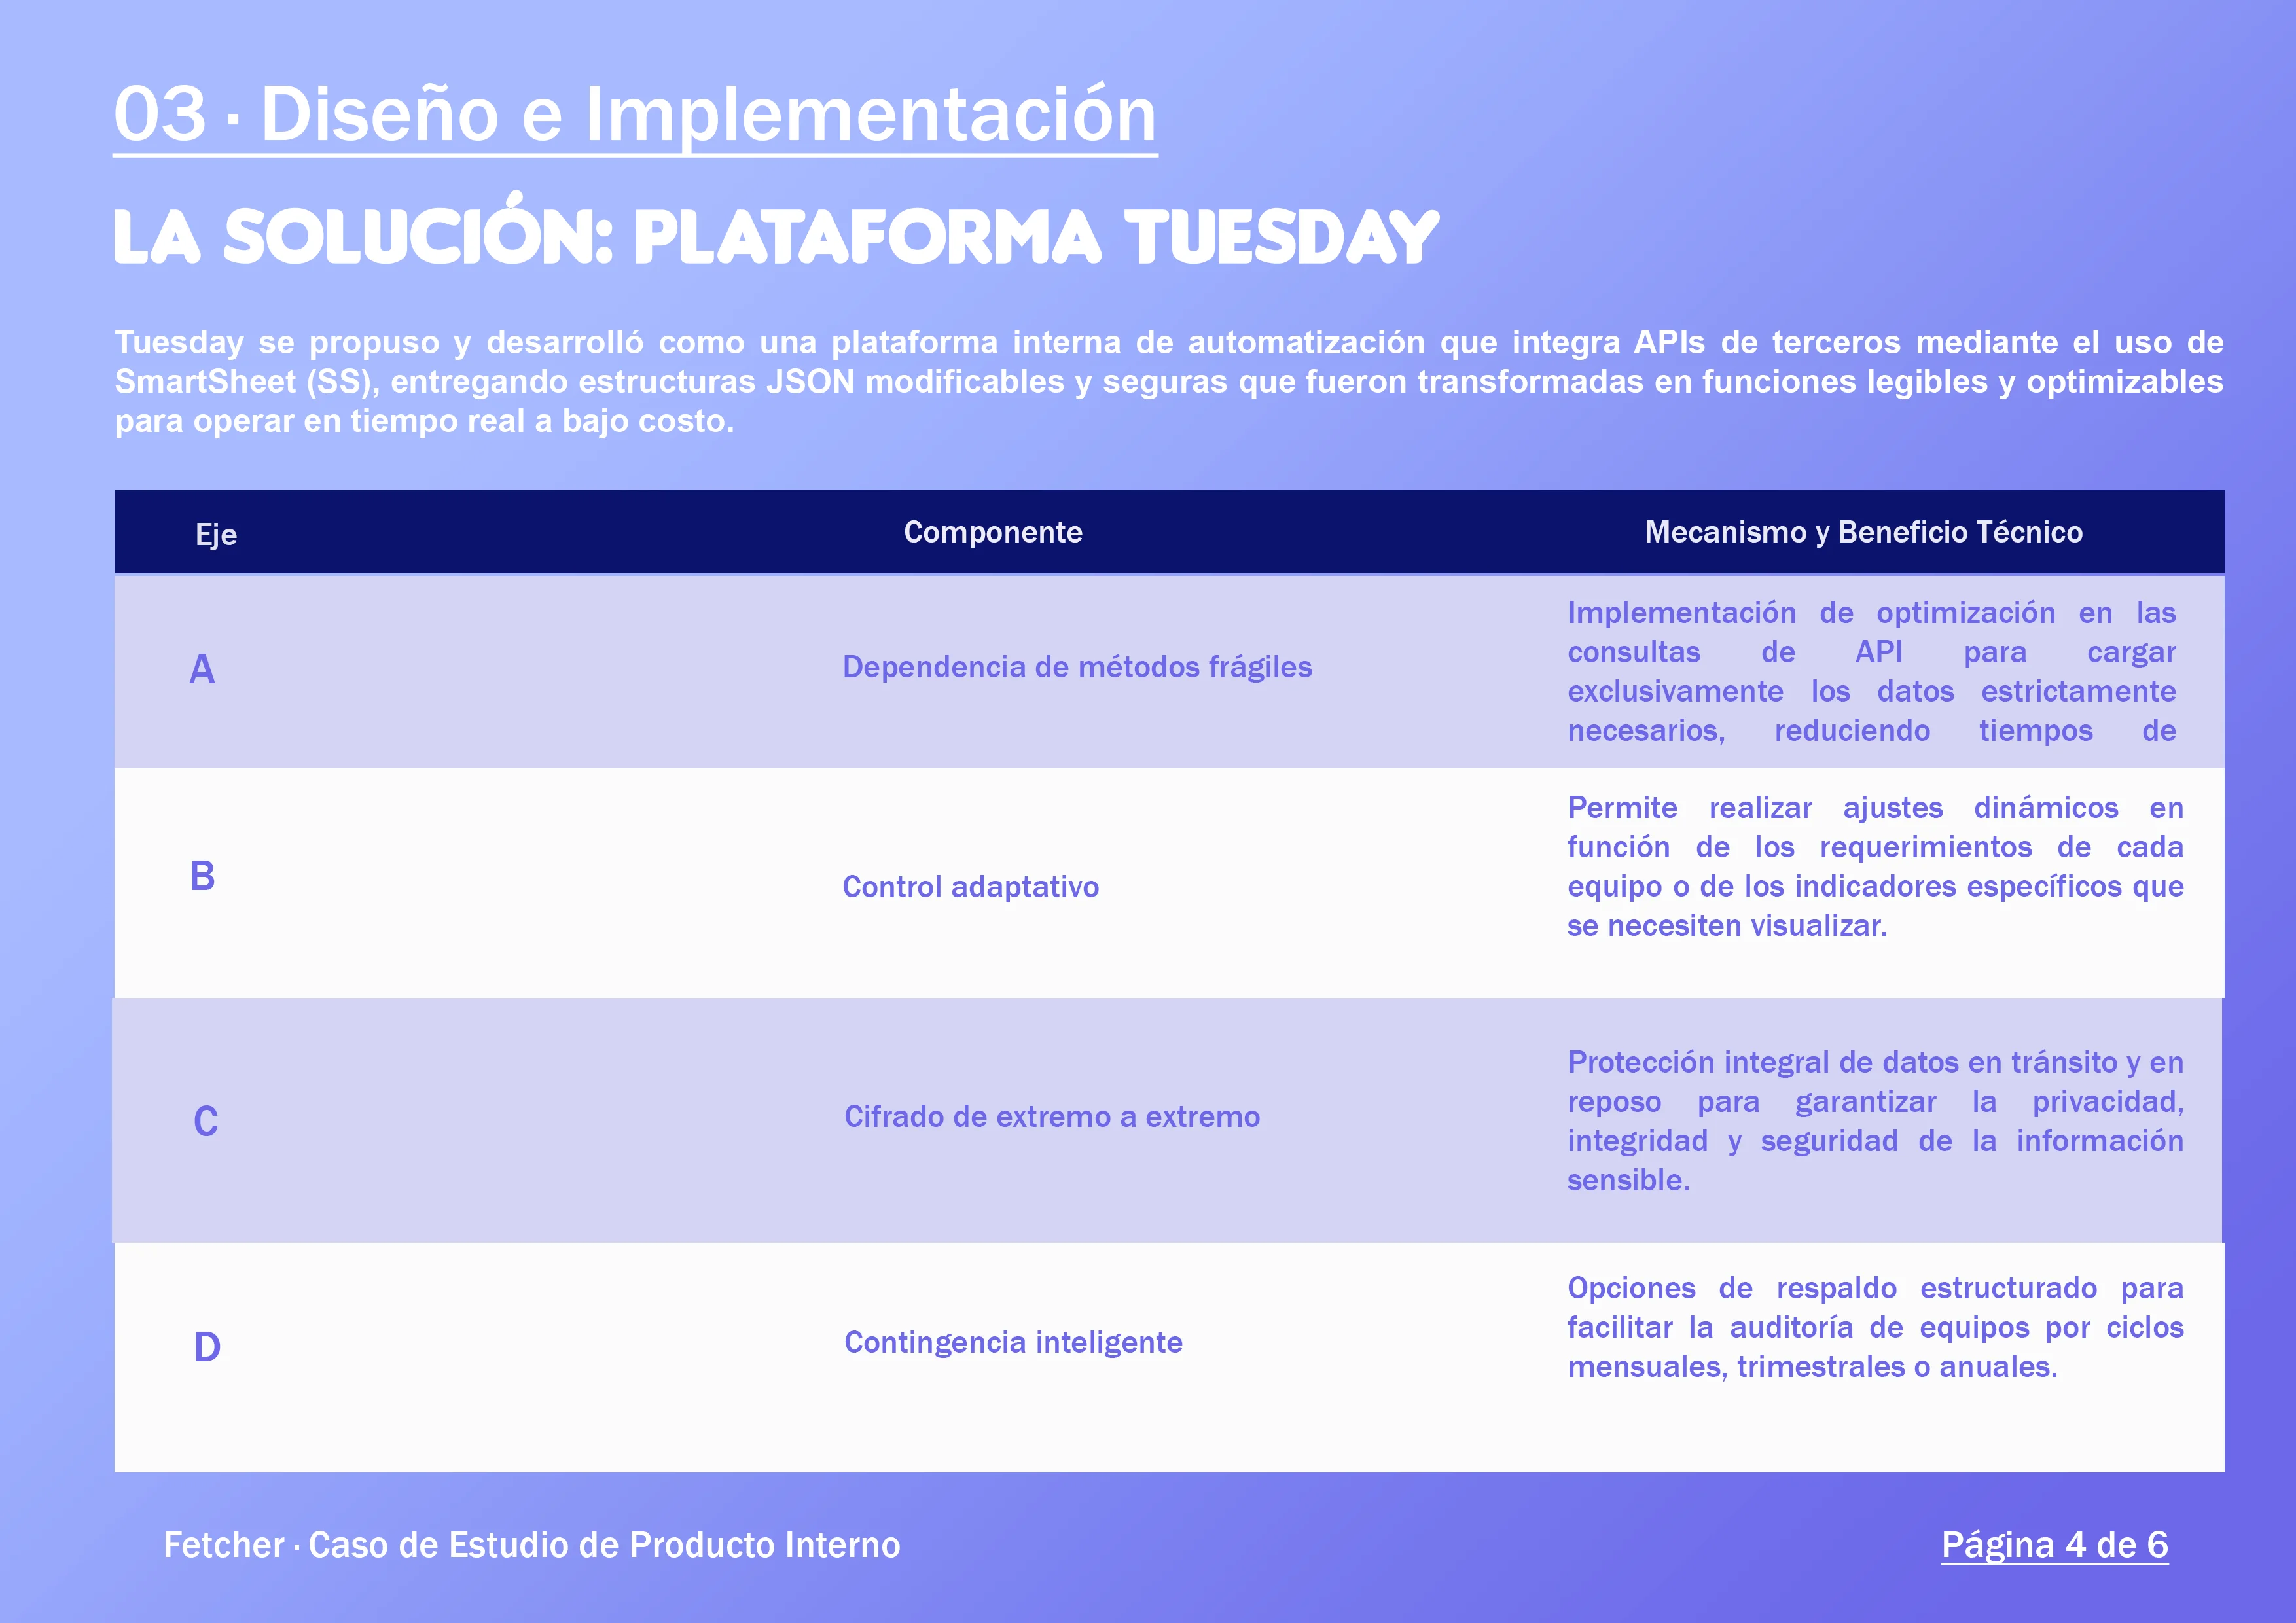 03 · Diseño e Implementación
LA SOLUCIÓN: PLATAFORMA TUESDAY
Tuesday se propuso y desarrolló como una plataforma interna de automatización que integra APIs de terceros mediante el uso de
SmartSheet (SS), entregando estructuras JSON modificables y seguras que fueron transformadas en funciones legibles y optimizables
para operar en tiempo real a bajo costo.
Eje
Componente
Mecanismo y Beneficio Técnico
A
Dependencia de métodos frágiles
Implementación de optimización en las
consultas de API para cargar
exclusivamente los datos estrictamente
necesarios, reduciendo tiempos de
B
Control adaptativo
Permite realizar ajustes dinámicos en
función de los requerimientos de cada
equipo o de los indicadores específicos que
se necesiten visualizar.
C
Cifrado de extremo a extremo
Protección integral de datos en tránsito y en
reposo para garantizar la privacidad,
integridad y seguridad de la información
sensible.
D
Contingencia inteligente
Opciones de respaldo estructurado para
facilitar la auditoría de equipos por ciclos
mensuales, trimestrales o anuales.
Fetcher · Caso de Estudio de Producto Interno
Página 4 de 6